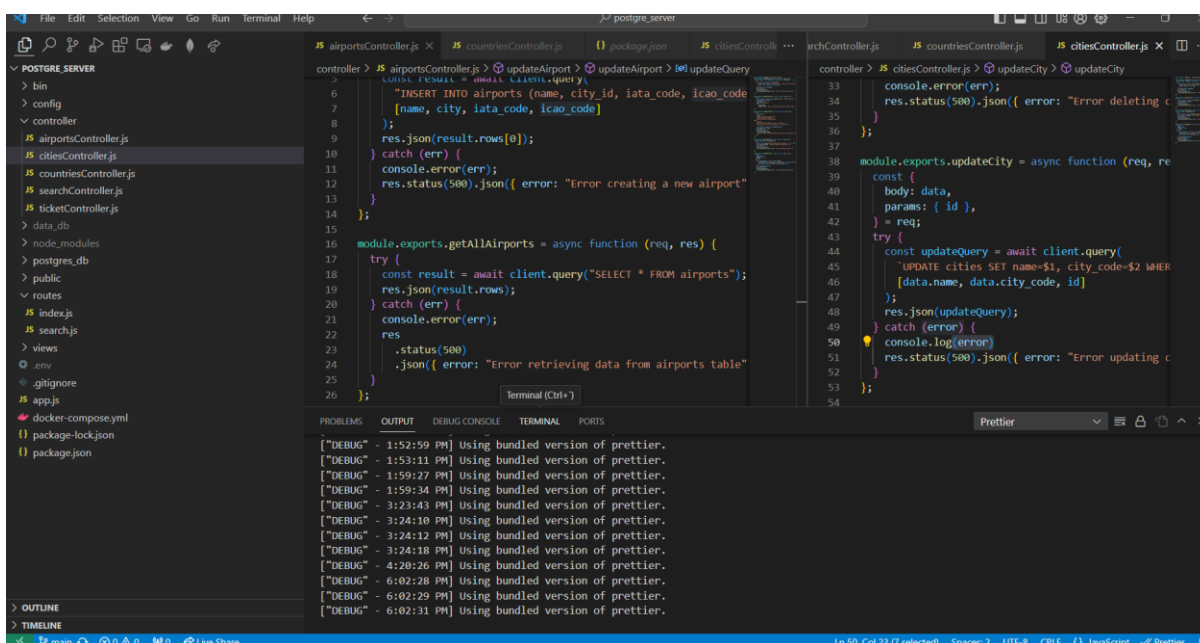 File Edit Selection View Go Run Terminal Help
postgre_server
POSTGRE_SERVER
bin
config
controller
JS airportsController.js
JS citiesController.js
JS countriesController.js
JS searchController.js
JS ticketController.js
data_db
node_modules
postgres_db
public
routes
JS index.js
JS search.js
views
.env
.gitignore
JS app.js
docker-compose.yml
{} package-lock.json
{} package.json
OUTLINE
TIMELINE
JS airportsController.js JS countriesController.js {} package.json JS citiesControlle
controller > JS airportsController.js > updateAirport > updateAirport > updateQuery
5 const result = await client.query(
6 "INSERT INTO airports (name, city_id, iata_code, icao_code
7 [name, city, iata_code, icao_code]
8 );
9 res.json(result.rows[0]);
10 } catch (err) {
11 console.error(err);
12 res.status(500).json({ error: "Error creating a new airport"
13 }
14 };
15
16 module.exports.getAllAirports = async function (req, res) {
17 try {
18 const result = await client.query("SELECT * FROM airports");
19 res.json(result.rows);
20 } catch (err) {
21 console.error(err);
22 res
23 .status(500)
24 .json({ error: "Error retrieving data from airports table"
25 }
26 };
Terminal (Ctrl+`)
archController.js JS countriesController.js JS citiesController.js
controller > JS citiesController.js > updateCity > updateCity
33 console.error(err);
34 res.status(500).json({ error: "Error deleting c
35 }
36 };
37
38 module.exports.updateCity = async function (req, re
39 const {
40 body: data,
41 params: { id },
42 } = req;
43 try {
44 const updateQuery = await client.query(
45 `UPDATE cities SET name=$1, city_code=$2 WHER
46 [data.name, data.city_code, id]
47 );
48 res.json(updateQuery);
49 } catch (error) {
50 console.log(error)
51 res.status(500).json({ error: "Error updating c
52 }
53 };
54
PROBLEMS OUTPUT DEBUG CONSOLE TERMINAL PORTS
Prettier
["DEBUG" - 1:52:59 PM] Using bundled version of prettier.
["DEBUG" - 1:53:11 PM] Using bundled version of prettier.
["DEBUG" - 1:59:27 PM] Using bundled version of prettier.
["DEBUG" - 1:59:34 PM] Using bundled version of prettier.
["DEBUG" - 3:23:43 PM] Using bundled version of prettier.
["DEBUG" - 3:24:10 PM] Using bundled version of prettier.
["DEBUG" - 3:24:12 PM] Using bundled version of prettier.
["DEBUG" - 3:24:18 PM] Using bundled version of prettier.
["DEBUG" - 4:20:26 PM] Using bundled version of prettier.
["DEBUG" - 6:02:28 PM] Using bundled version of prettier.
["DEBUG" - 6:02:29 PM] Using bundled version of prettier.
["DEBUG" - 6:02:31 PM] Using bundled version of prettier.
main 0 0 0 Live Share Ln 50, Col 23 (7 selected) Spaces: 2 UTF-8 CRLF {} JavaScript Prettier